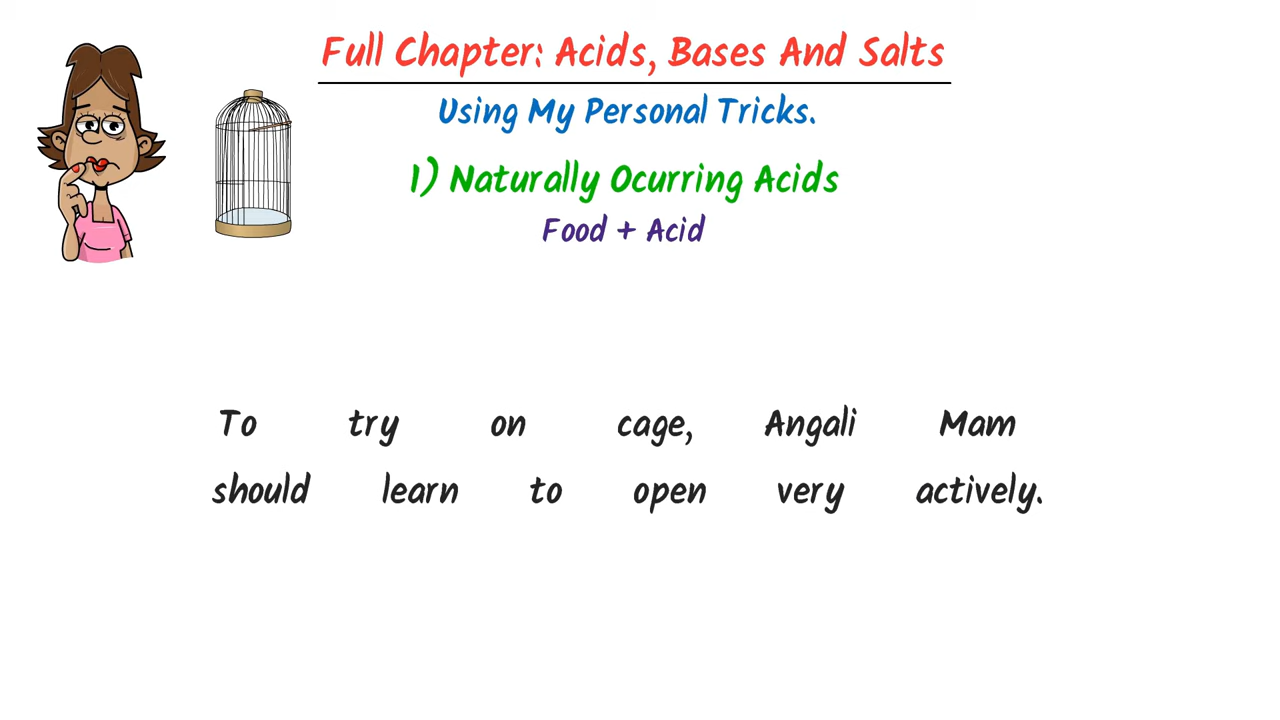 Full Chapter: Acids, Bases And Salts
Using My Personal Tricks.
1) Naturally Ocurring Acids
Food + Acid
To try on cage, Angali Mam
should learn to open very actively.